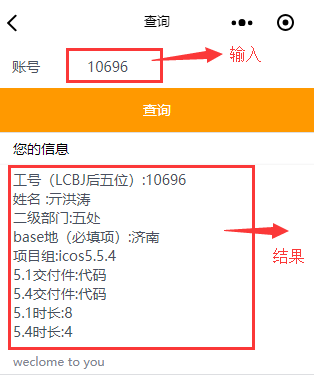 查询
账号 10696 输入
查询
您的信息
工号（LCBJ后五位）:10696
姓名 :亓洪涛
二级部门:五处
base地（必填项）:济南
项目组:icos5.5.4
5.1交付件:代码
5.4交付件:代码
5.1时长:8
5.4时长:4
结果
weclome to you